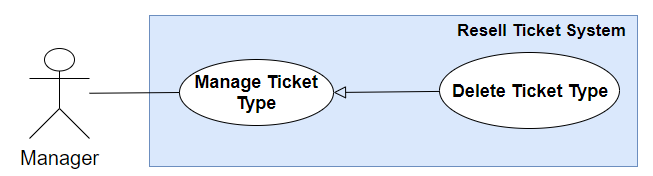 Resell Ticket System
Manage Ticket
Type
Delete Ticket Type
Manager